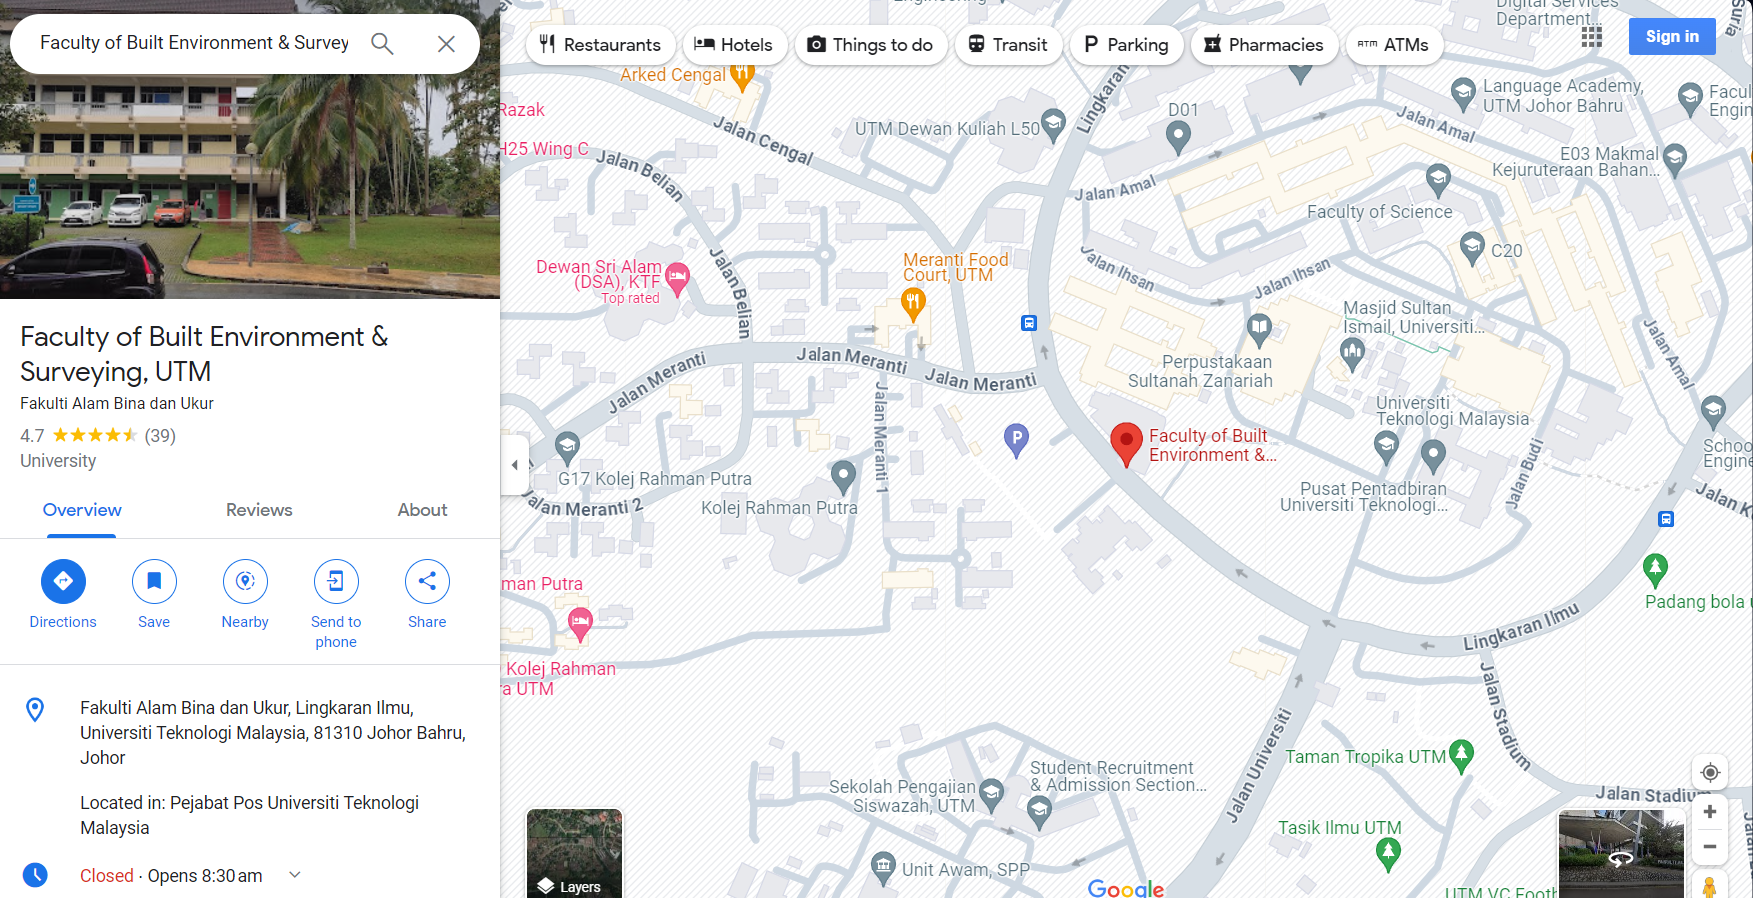 Faculty of Built Environment & Survey
Restaurants
Hotels
Things to do
Transit
Parking
Pharmacies
ATM ATMs
Sign in
Faculty of Built Environment &
Surveying, UTM
Fakulti Alam Bina dan Ukur
4.7 (39)
University
Overview
Reviews
About
Directions
Save
Nearby
Send to
phone
Share
Fakulti Alam Bina dan Ukur, Lingkaran Ilmu,
Universiti Teknologi Malaysia, 81310 Johor Bahru,
Johor
Located in: Pejabat Pos Universiti Teknologi
Malaysia
Closed · Opens 8:30 am
Engineering
Digital Services
Department...
Arked Cengal
Razak
H25 Wing C
Jalan Cengal
Jalan Belian
Jalan Belian
UTM Dewan Kuliah L50
Lingkaran
D01
Language Academy,
UTM Johor Bahru
Facul
Engin
Jalan Amal
Jalan Amal
E03 Makmal
Kejuruteraan Bahan...
Faculty of Science
C20
Dewan Sri Alam
(DSA), KTF
Top rated
Meranti Food
Court, UTM
Jalan Ihsan
Jalan Ihsan
Masjid Sultan
Ismail, Universiti...
Perpustakaan
Sultanah Zanariah
Jalan Amal
Jalan Meranti
Jalan Meranti
Jalan Meranti
Jalan Meranti 1
P
Faculty of Built
Environment &...
Universiti
Teknologi Malaysia
Schoo
Engine
G17 Kolej Rahman Putra
Kolej Rahman Putra
Jalan Meranti 2
Pusat Pentadbiran
Universiti Teknologi...
Jalan Budi
Jalan K
man Putra
Padang bola u
Kolej Rahman
ra UTM
Lingkaran Ilmu
Jalan Stadium
Jalan Universiti
Taman Tropika UTM
Sekolah Pengajian
Siswazah, UTM
Student Recruitment
& Admission Section...
Jalan Stadium
Tasik Ilmu UTM
Unit Awam, SPP
UTM VC Footb
Layers
Google